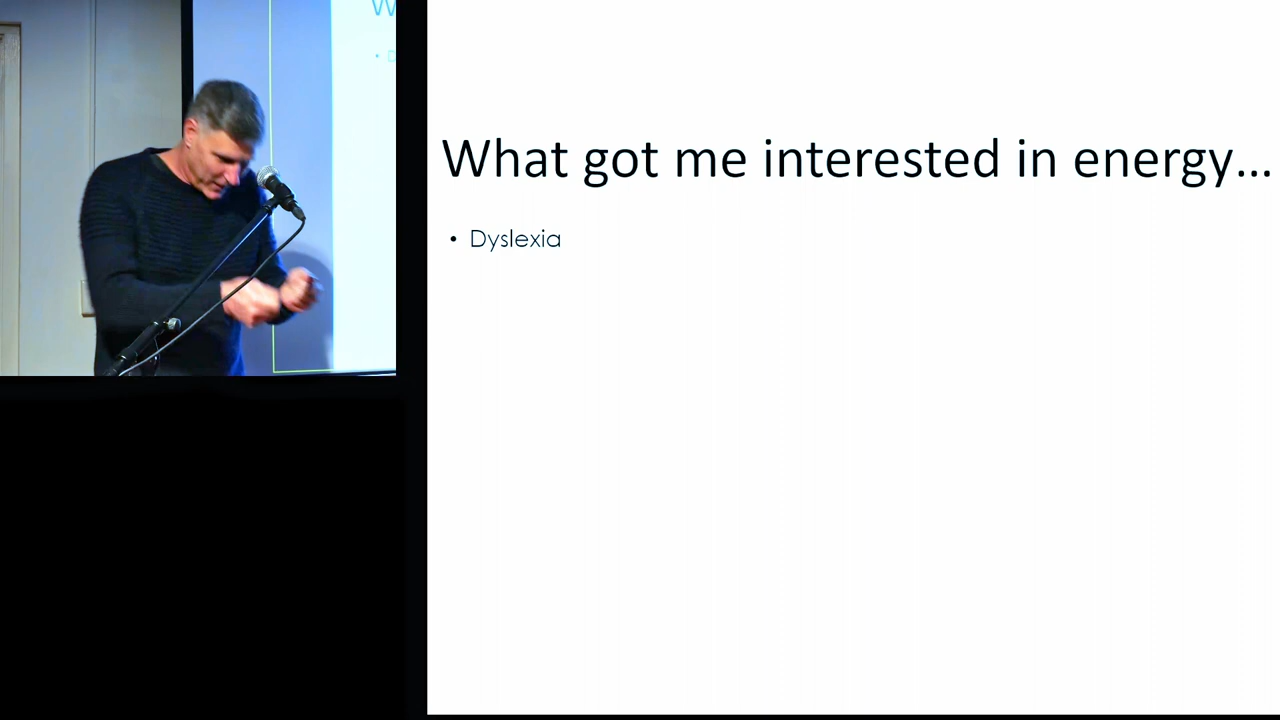 What got me interested in energy...
• Dyslexia